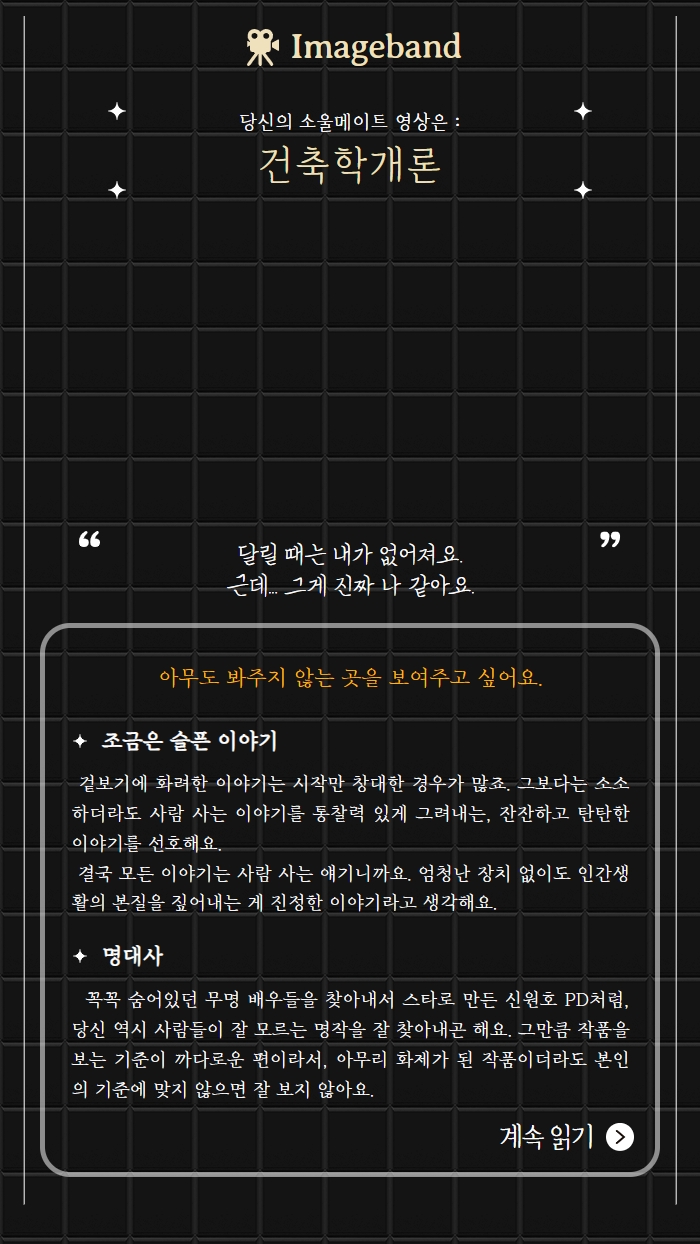 Imageband
당신의 소울메이트 영상은 :
건축학개론
“ ”
달릴 때는 내가 없어져요.
근데... 그게 진짜 나 같아요.
아무도 봐주지 않는 곳을 보여주고 싶어요.
조금은 슬픈 이야기
겉보기에 화려한 이야기는 시작만 창대한 경우가 많죠. 그보다는 소소
하더라도 사람 사는 이야기를 통찰력 있게 그려내는, 잔잔하고 탄탄한
이야기를 선호해요.
결국 모든 이야기는 사람 사는 얘기니까요. 엄청난 장치 없이도 인간생
활의 본질을 짚어내는 게 진정한 이야기라고 생각해요.
명대사
꼭꼭 숨어있던 무명 배우들을 찾아내서 스타로 만든 신원호 PD처럼,
당신 역시 사람들이 잘 모르는 명작을 잘 찾아내곤 해요. 그만큼 작품을
보는 기준이 까다로운 편이라서, 아무리 화제가 된 작품이더라도 본인
의 기준에 맞지 않으면 잘 보지 않아요.
계속 읽기